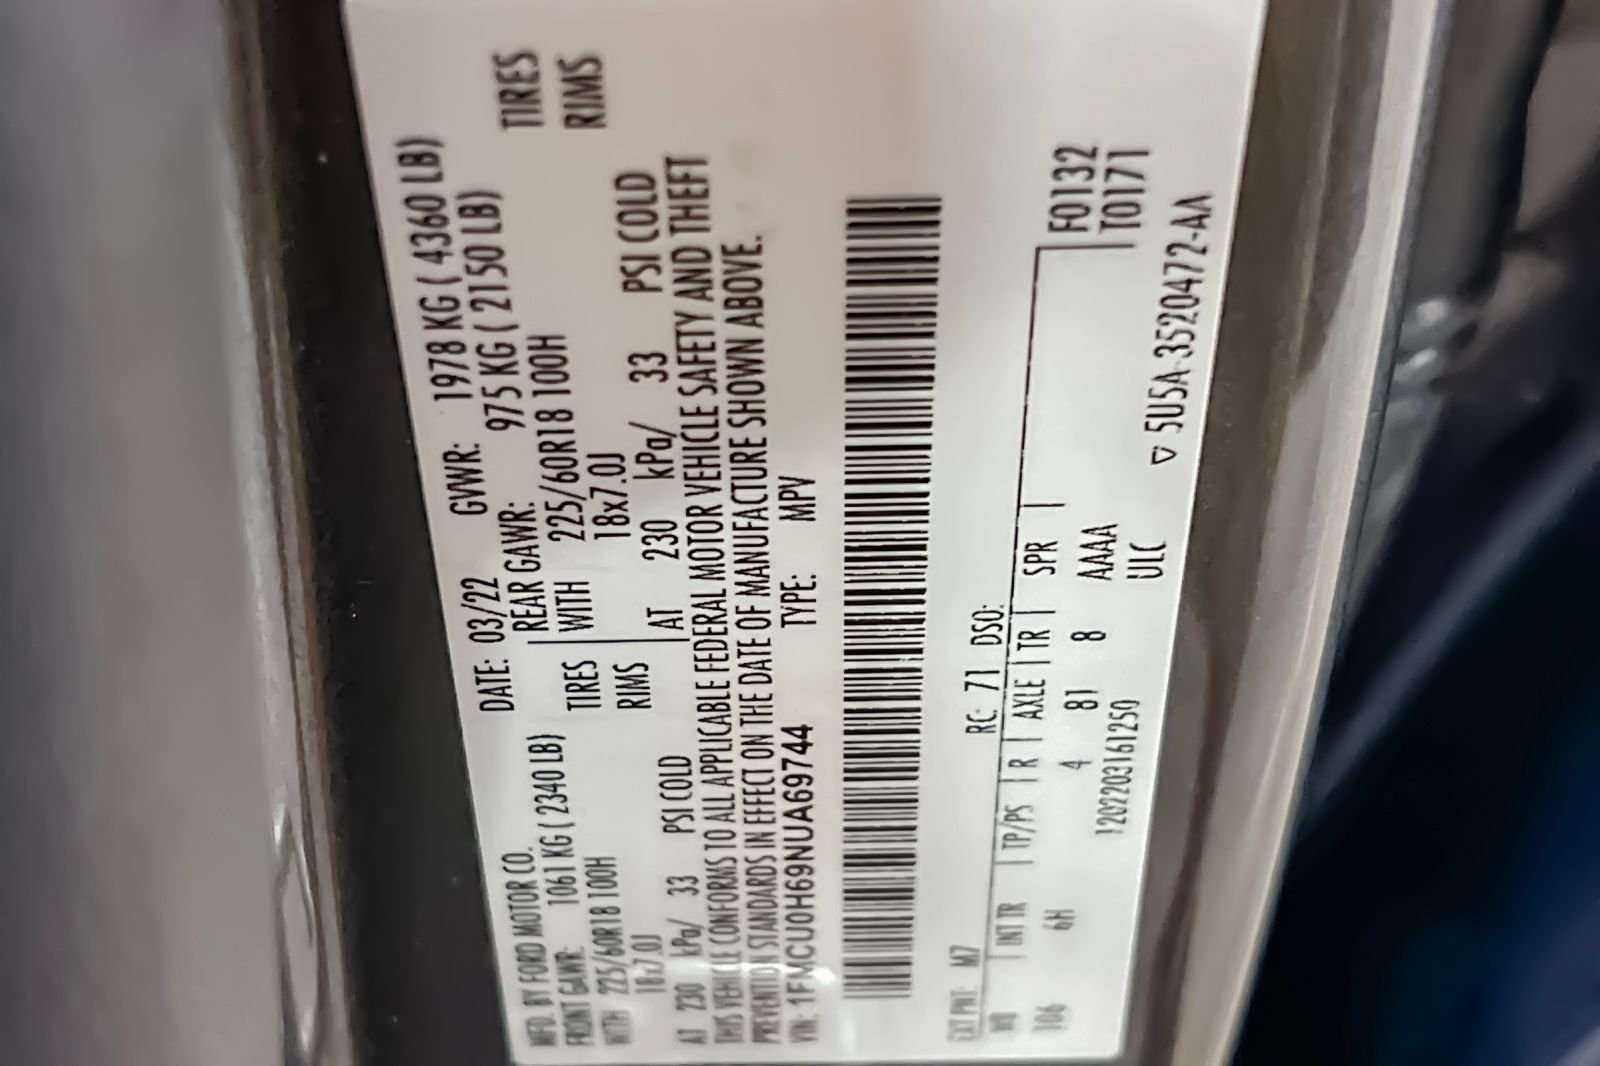 MFD. BY FORD MOTOR CO. DATE: 03/22 GVWR: 1978 KG ( 4360 LB)
FRONT GAWR: 1061 KG ( 2340 LB) REAR GAWR: 975 KG ( 2150 LB)
WITH 225/60R18 100H TIRES WITH 225/60R18 100H TIRES
18x7.0J RIMS 18x7.0J RIMS
AT 230 kPa/ 33 PSI COLD AT 230 kPa/ 33 PSI COLD
THIS VEHICLE CONFORMS TO ALL APPLICABLE FEDERAL MOTOR VEHICLE SAFETY AND THEFT
PREVENTION STANDARDS IN EFFECT ON THE DATE OF MANUFACTURE SHOWN ABOVE.
VIN: 1FMCU0H69NUA69744 TYPE: MPV
EXT PNT: M7 RC: 71 DSO:
WB INT TR TP/PS R AXLE TR SPR F0132
106 6H 4 81 8 AAAA T0171
1202203161250 UIC
▽ 5U5A-3520472-AA